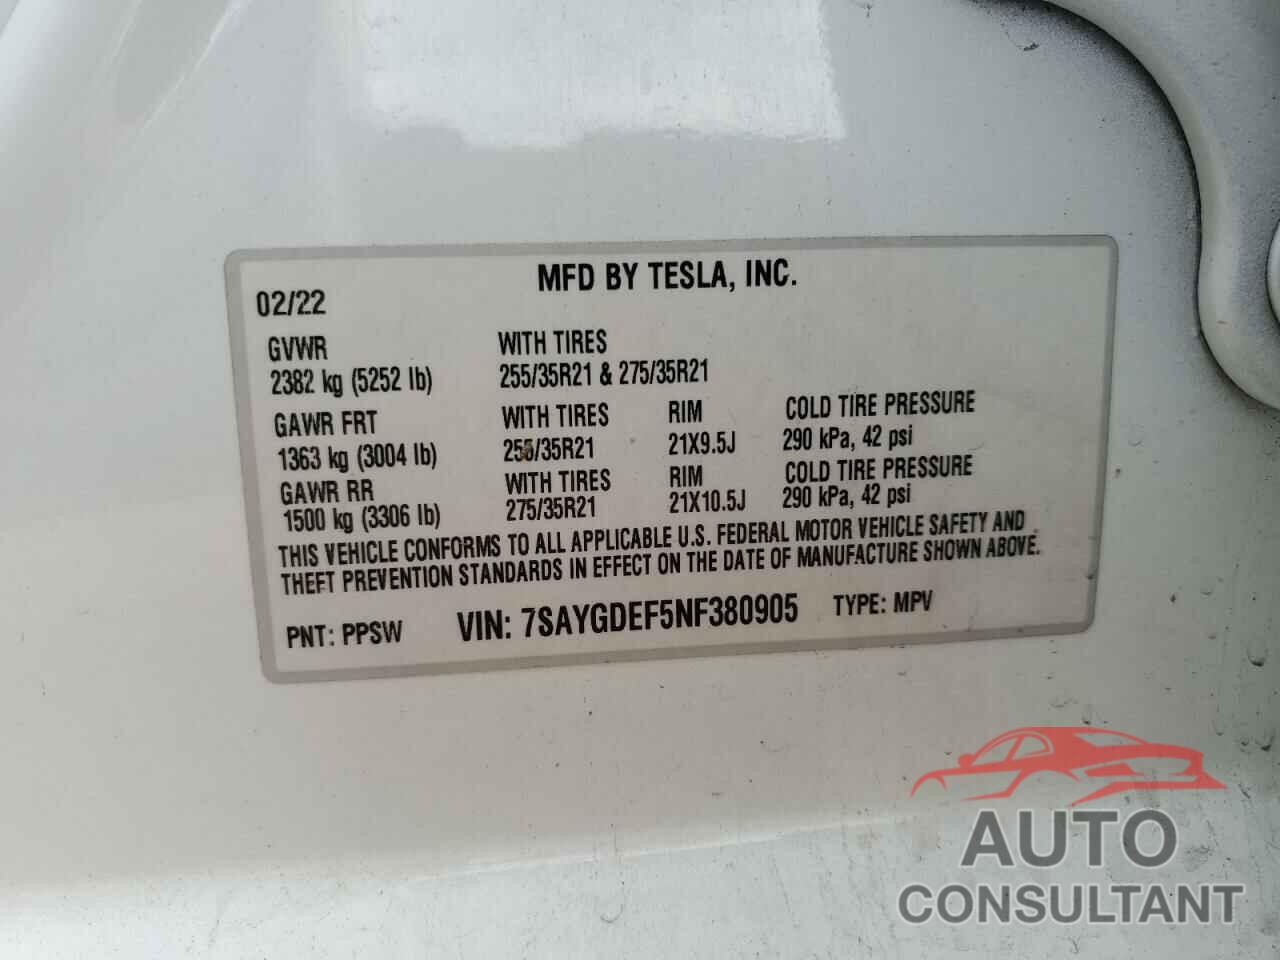 MFD BY TESLA, INC.
02/22
GVWR WITH TIRES
2382 kg (5252 lb) 255/35R21 & 275/35R21
GAWR FRT WITH TIRES RIM COLD TIRE PRESSURE
1363 kg (3004 lb) 255/35R21 21X9.5J 290 kPa, 42 psi
GAWR RR WITH TIRES RIM COLD TIRE PRESSURE
1500 kg (3306 lb) 275/35R21 21X10.5J 290 kPa, 42 psi
THIS VEHICLE CONFORMS TO ALL APPLICABLE U.S. FEDERAL MOTOR VEHICLE SAFETY AND
THEFT PREVENTION STANDARDS IN EFFECT ON THE DATE OF MANUFACTURE SHOWN ABOVE.
PNT: PPSW VIN: 7SAYGDEF5NF380905 TYPE: MPV
AUTO
CONSULTANT